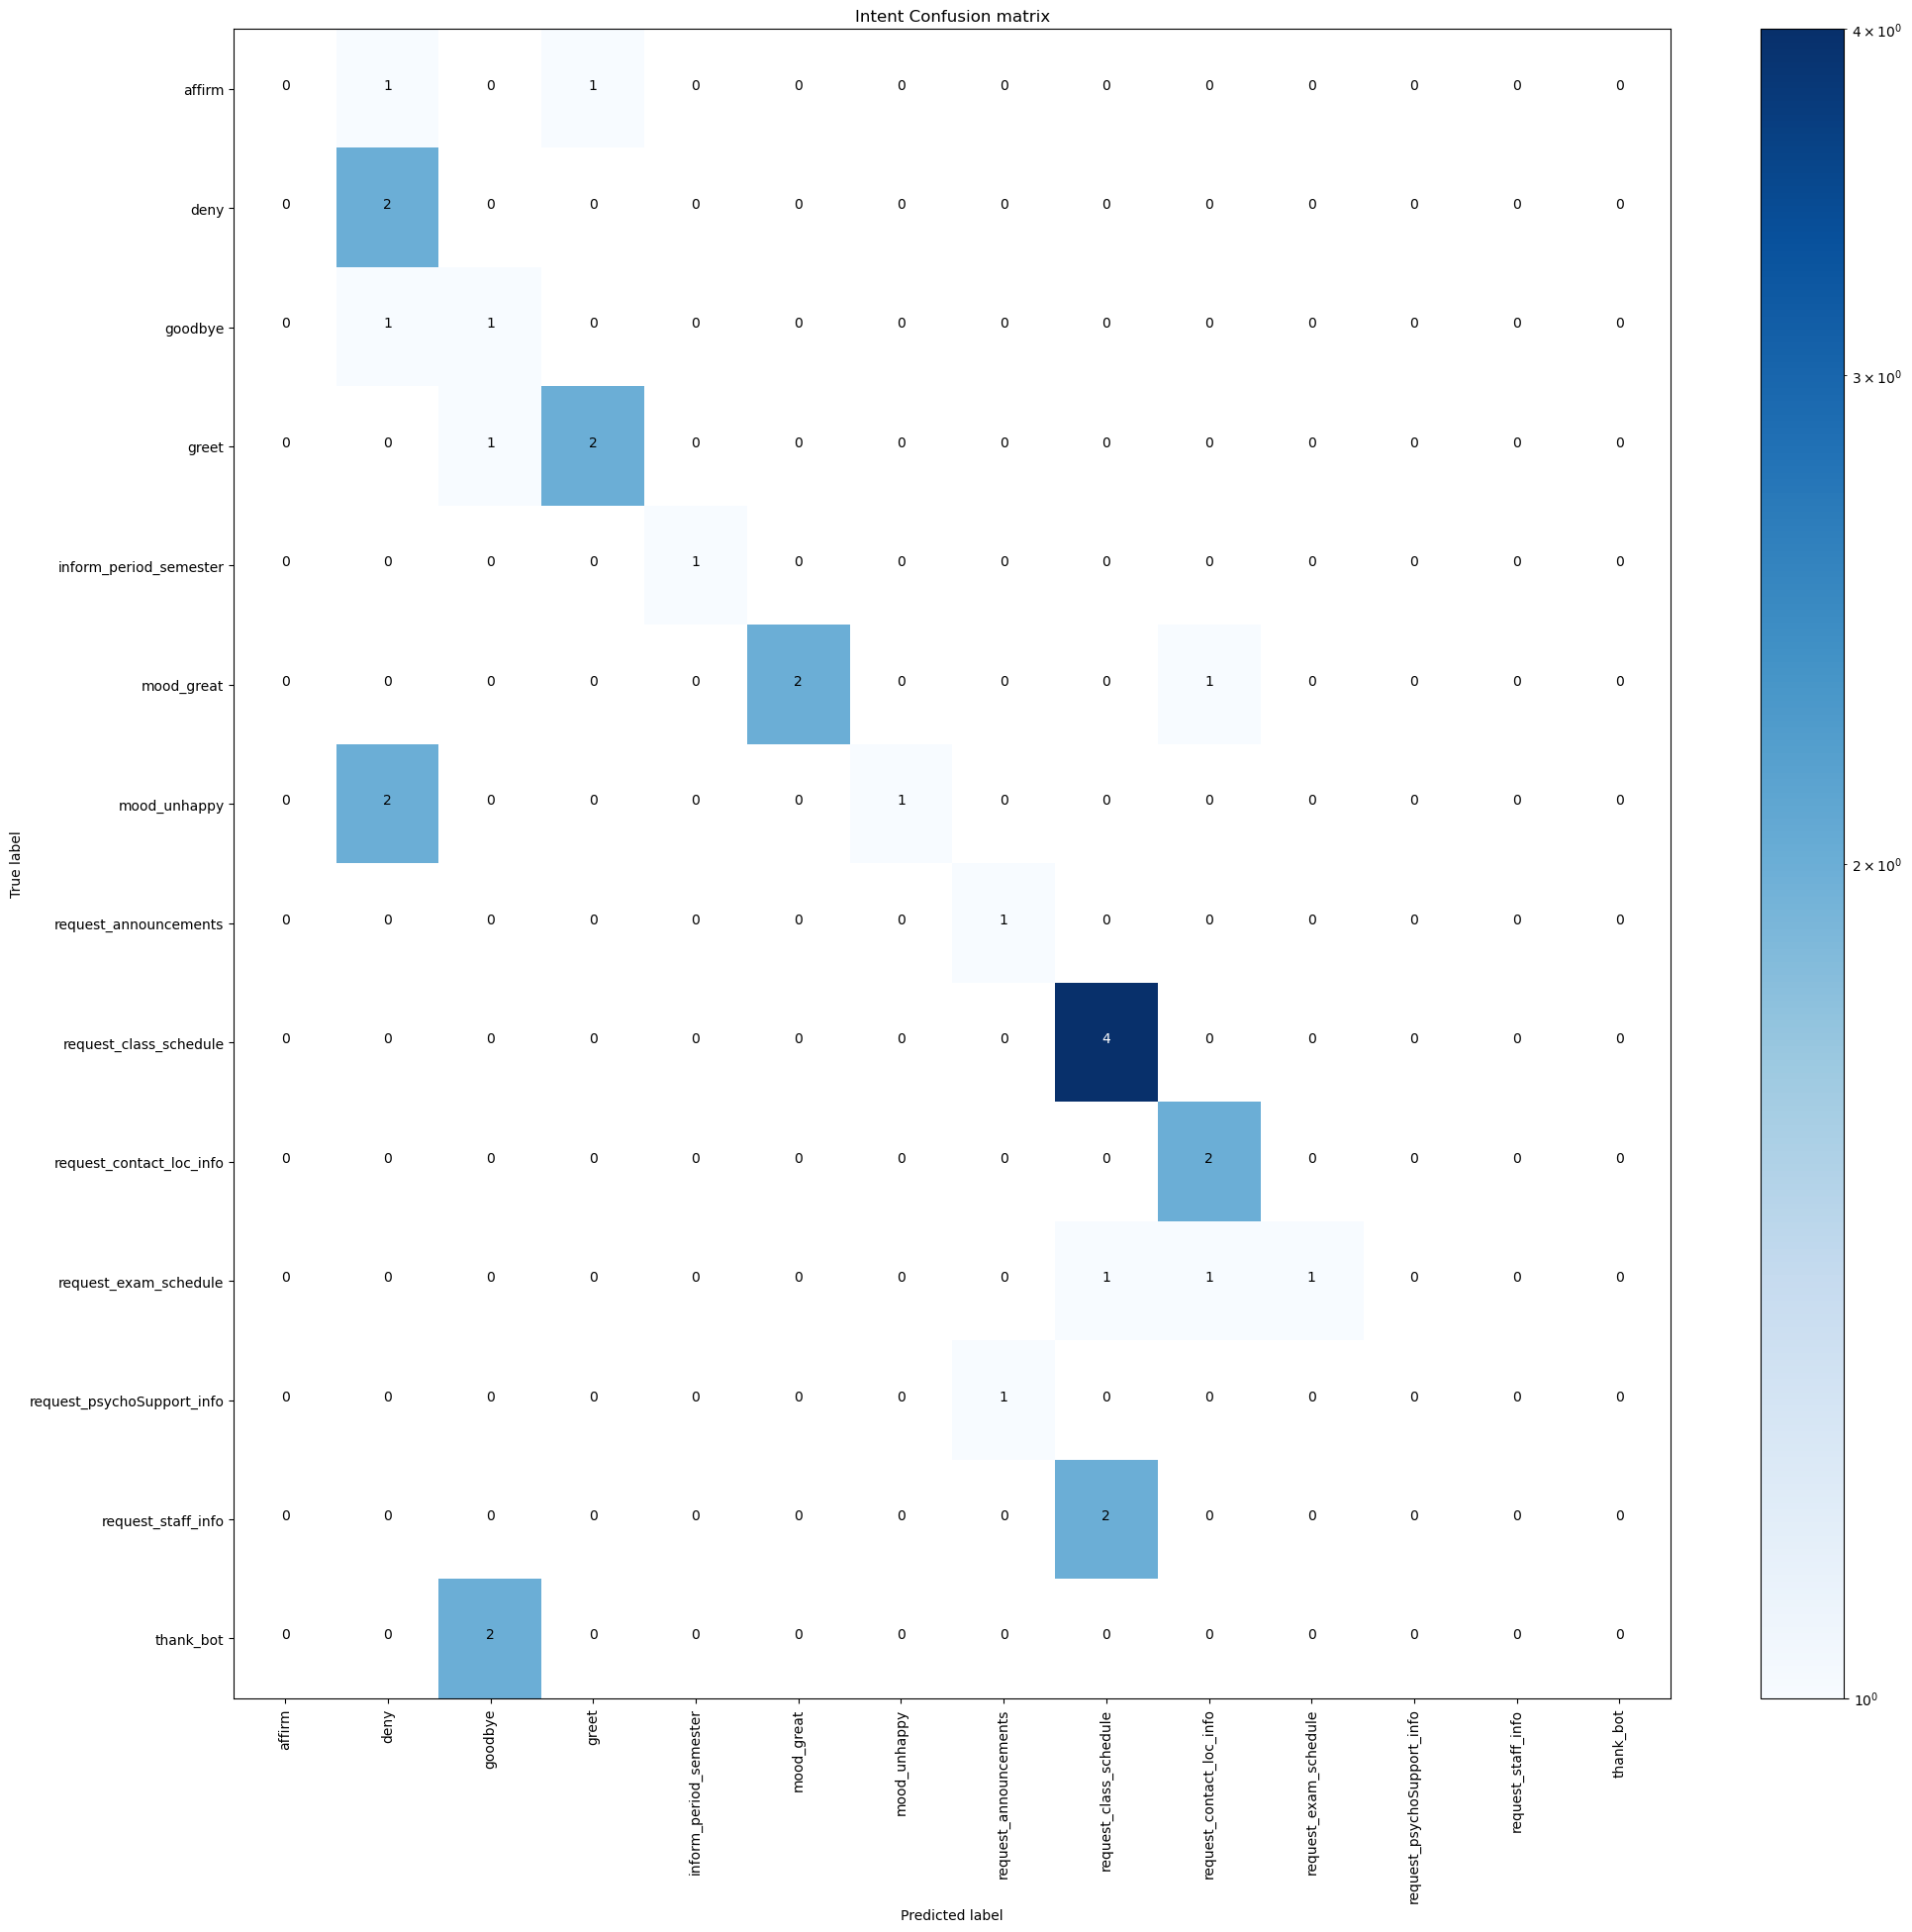 Intent Confusion matrix
affirm 0 1 0 1 0 0 0 0 0 0 0 0 0 0
deny 0 2 0 0 0 0 0 0 0 0 0 0 0 0
goodbye 0 1 1 0 0 0 0 0 0 0 0 0 0 0
greet 0 0 1 2 0 0 0 0 0 0 0 0 0 0
inform_period_semester 0 0 0 0 1 0 0 0 0 0 0 0 0 0
mood_great 0 0 0 0 0 2 0 0 0 1 0 0 0 0
mood_unhappy 0 2 0 0 0 0 1 0 0 0 0 0 0 0
request_announcements 0 0 0 0 0 0 0 1 0 0 0 0 0 0
request_class_schedule 0 0 0 0 0 0 0 0 4 0 0 0 0 0
request_contact_loc_info 0 0 0 0 0 0 0 0 0 2 0 0 0 0
request_exam_schedule 0 0 0 0 0 0 0 0 1 1 1 0 0 0
request_psychoSupport_info 0 0 0 0 0 0 0 1 0 0 0 0 0 0
request_staff_info 0 0 0 0 0 0 0 0 2 0 0 0 0 0
thank_bot 0 0 2 0 0 0 0 0 0 0 0 0 0 0
True label
affirm
deny
goodbye
greet
inform_period_semester
mood_great
mood_unhappy
request_announcements
request_class_schedule
request_contact_loc_info
request_exam_schedule
request_psychoSupport_info
request_staff_info
thank_bot
Predicted label
4 × 10⁰
3 × 10⁰
2 × 10⁰
10⁰